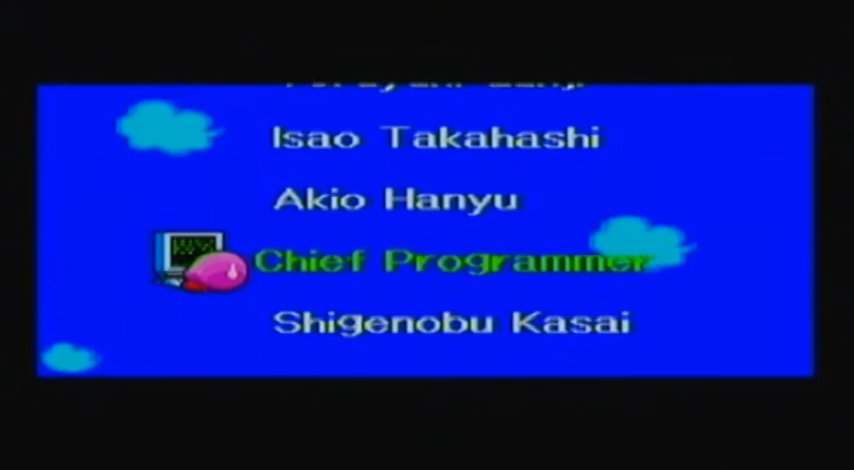 Isao Takahashi
Akio Hanyu
Chief Programmer
Shigenobu Kasai